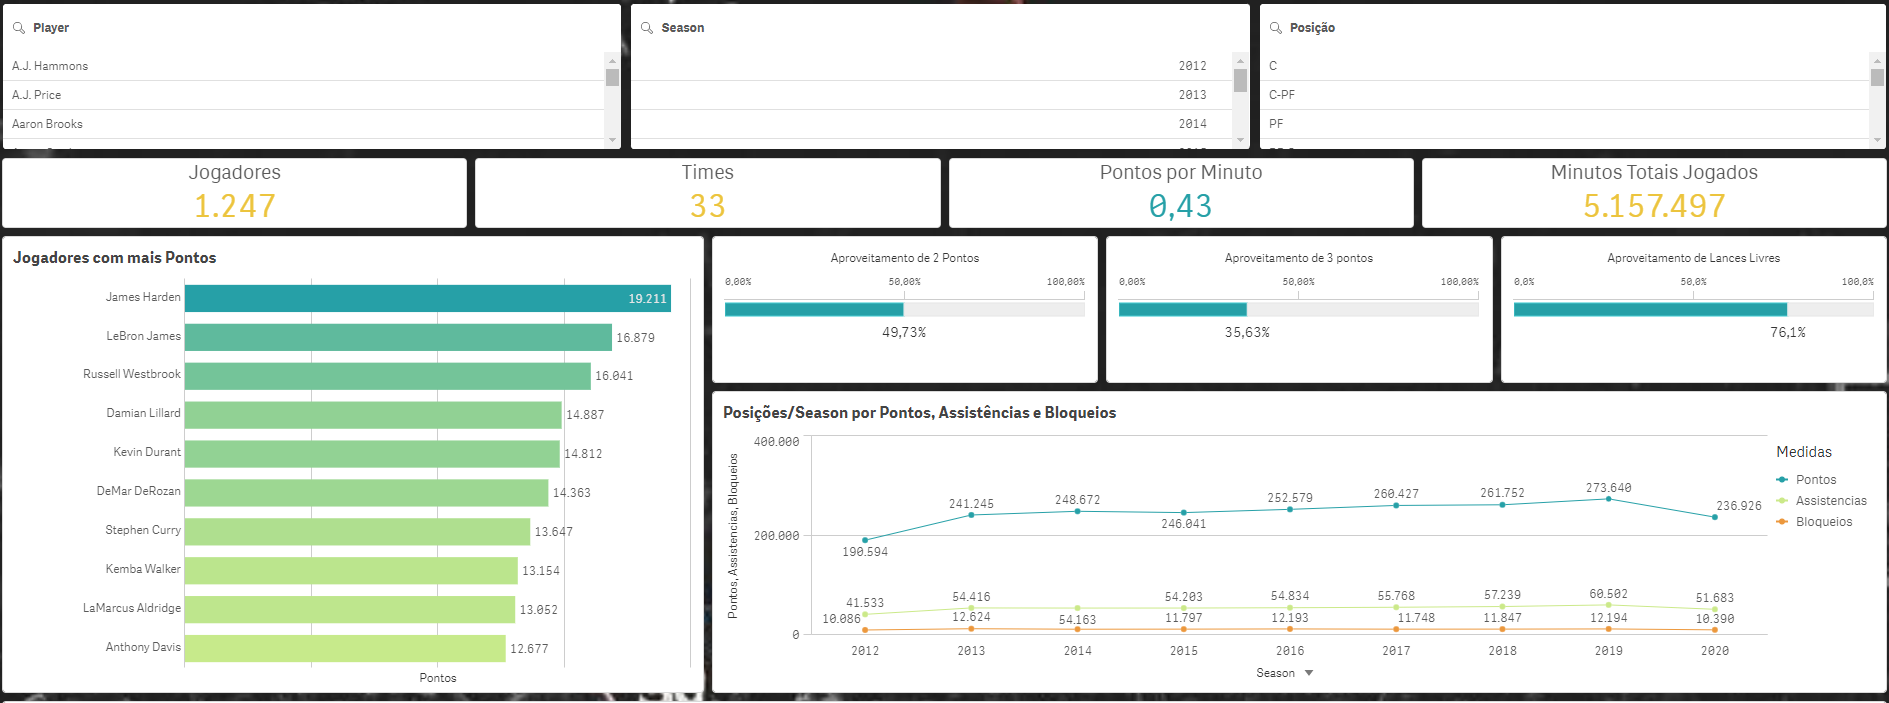 Player
A.J. Hammons
A.J. Price
Aaron Brooks
Season
2012
2013
2014
Posição
C
C-PF
PF
Jogadores
1.247
Times
33
Pontos por Minuto
0,43
Minutos Totais Jogados
5.157.497
Jogadores com mais Pontos
James Harden 19.211
LeBron James 16.879
Russell Westbrook 16.041
Damian Lillard 14.887
Kevin Durant 14.812
DeMar DeRozan 14.363
Stephen Curry 13.647
Kemba Walker 13.154
LaMarcus Aldridge 13.052
Anthony Davis 12.677
Pontos
Aproveitamento de 2 Pontos
0,00% 50,00% 100,00%
49,73%
Aproveitamento de 3 pontos
0,00% 50,00% 100,00%
35,63%
Aproveitamento de Lances Livres
0,0% 50,0% 100,0%
76,1%
Posições/Season por Pontos, Assistências e Bloqueios
Pontos, Assistencias, Bloqueios
400.000
200.000
0
190.594 241.245 248.672 246.041 252.579 260.427 261.752 273.640 236.926
41.533 54.416 54.163 54.203 54.834 55.768 57.239 60.502 51.683
10.086 12.624 11.797 12.193 11.748 11.847 12.194 10.390
2012 2013 2014 2015 2016 2017 2018 2019 2020
Season
Medidas
Pontos
Assistencias
Bloqueios